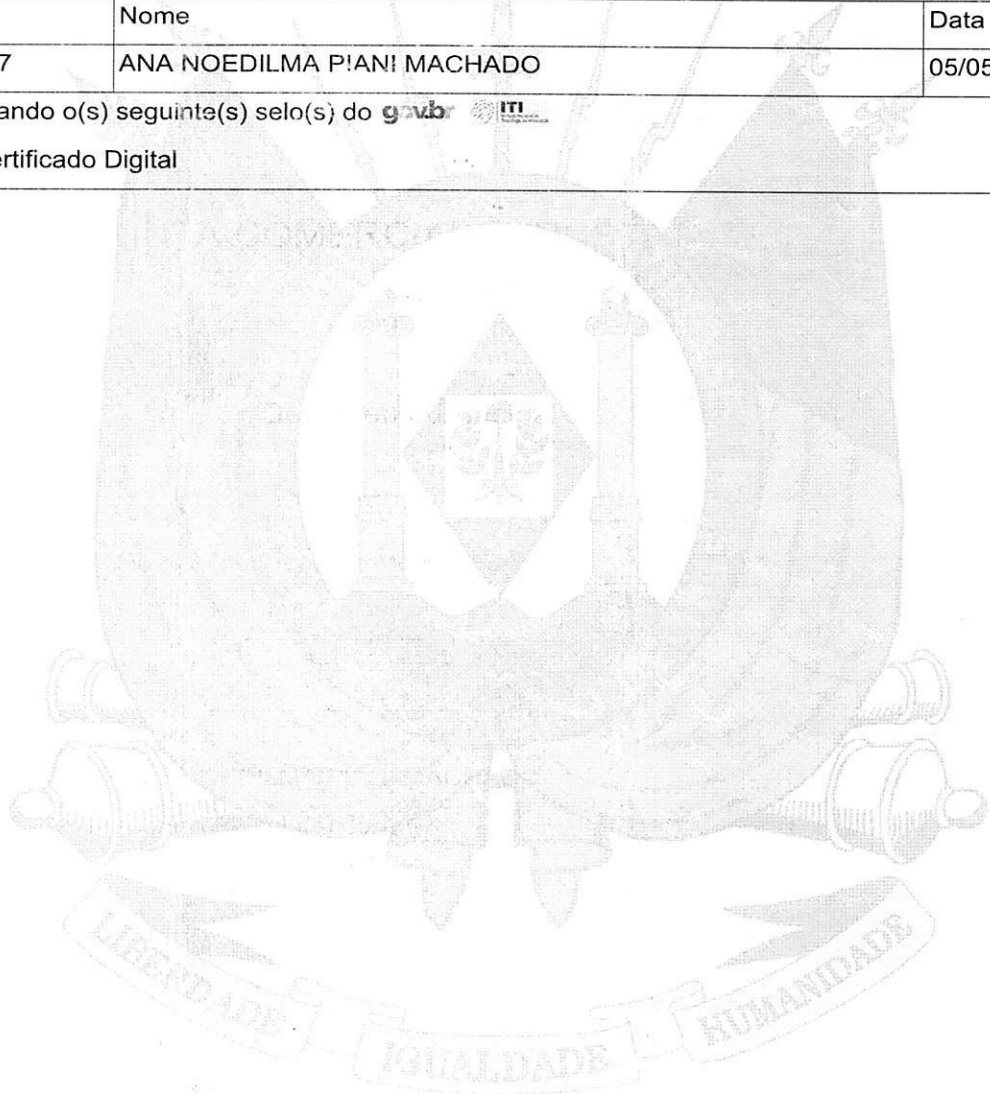 Nome Data
7 ANA NOEDILMA PIANI MACHADO 05/05
ando o(s) seguinte(s) selo(s) do gov.br ITI
ertificado Digital
LIBERDADE
IGUALDADE
HUMANIDADE